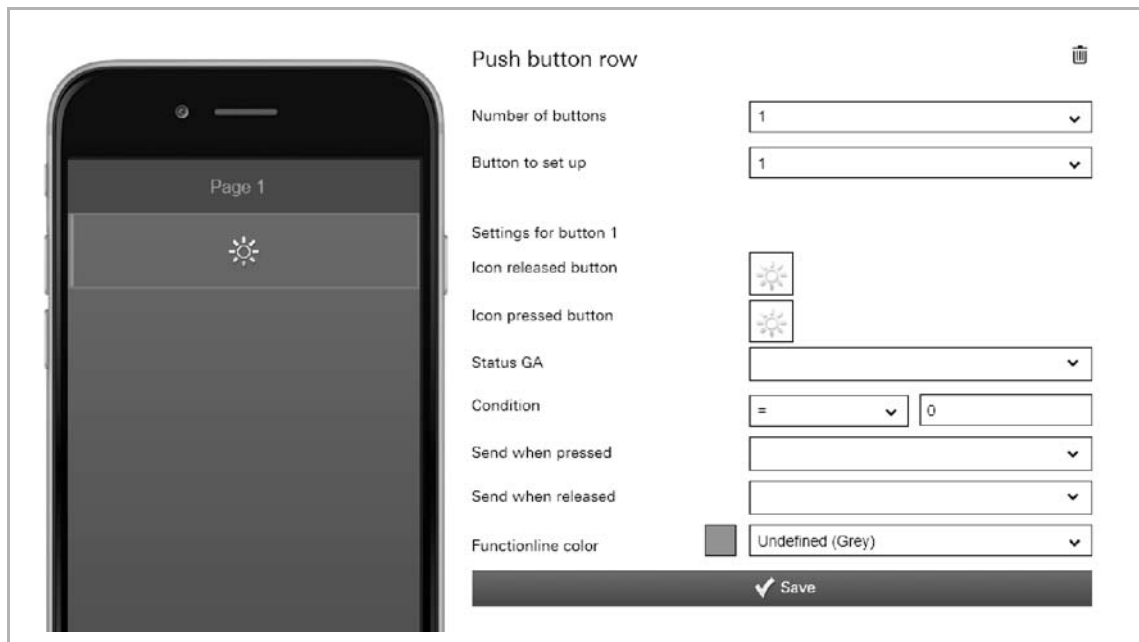 Page 1
Push button row
Number of buttons
1
Button to set up
1
Settings for button 1
Icon released button
Icon pressed button
Status GA
Condition
=
0
Send when pressed
Send when released
Functionline color
Undefined (Grey)
Save